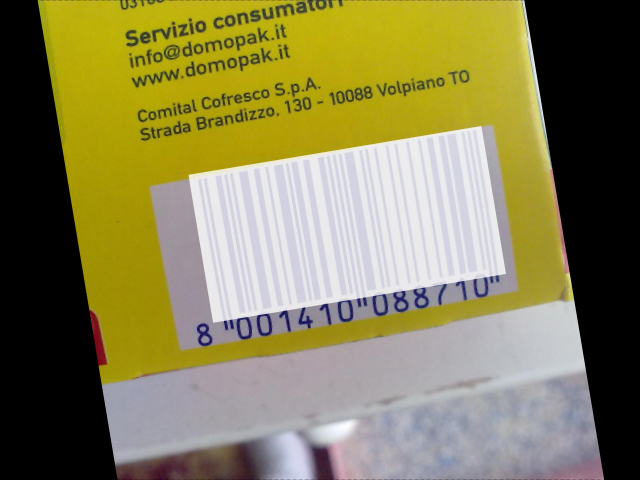 Servizio consumatori
info@domopak.it
www.domopak.it
Comital Cofresco S.p.A.
Strada Brandizzo, 130 - 10088 Volpiano TO
8 "001410"088710"